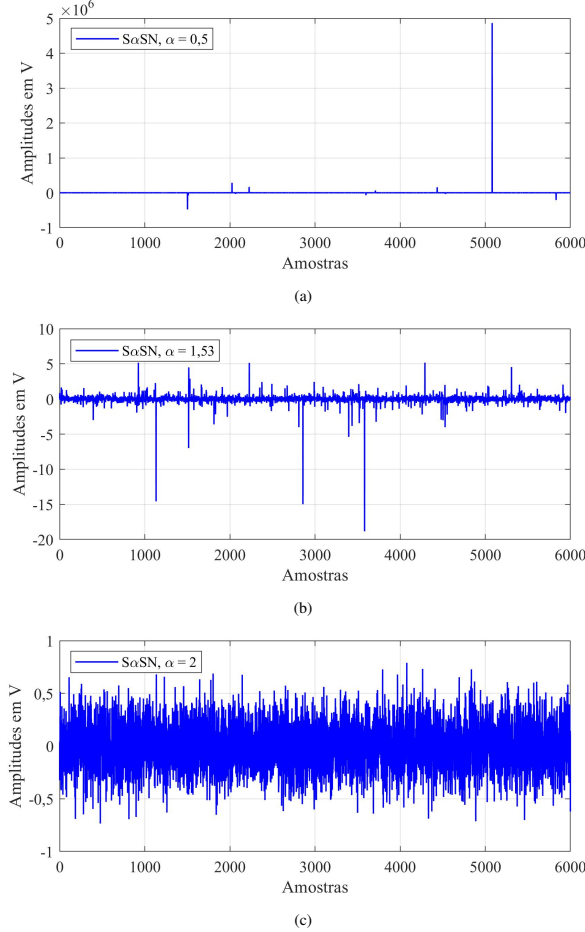 ×10⁶
5
SαSN, α = 0,5
4
3
2
1
0
-1
Amplitudes em V
0 1000 2000 3000 4000 5000 6000
Amostras
(a)
10
SαSN, α = 1,53
5
0
-5
-10
-15
-20
Amplitudes em V
0 1000 2000 3000 4000 5000 6000
Amostras
(b)
1
SαSN, α = 2
0,5
0
-0,5
-1
Amplitudes em V
0 1000 2000 3000 4000 5000 6000
Amostras
(c)